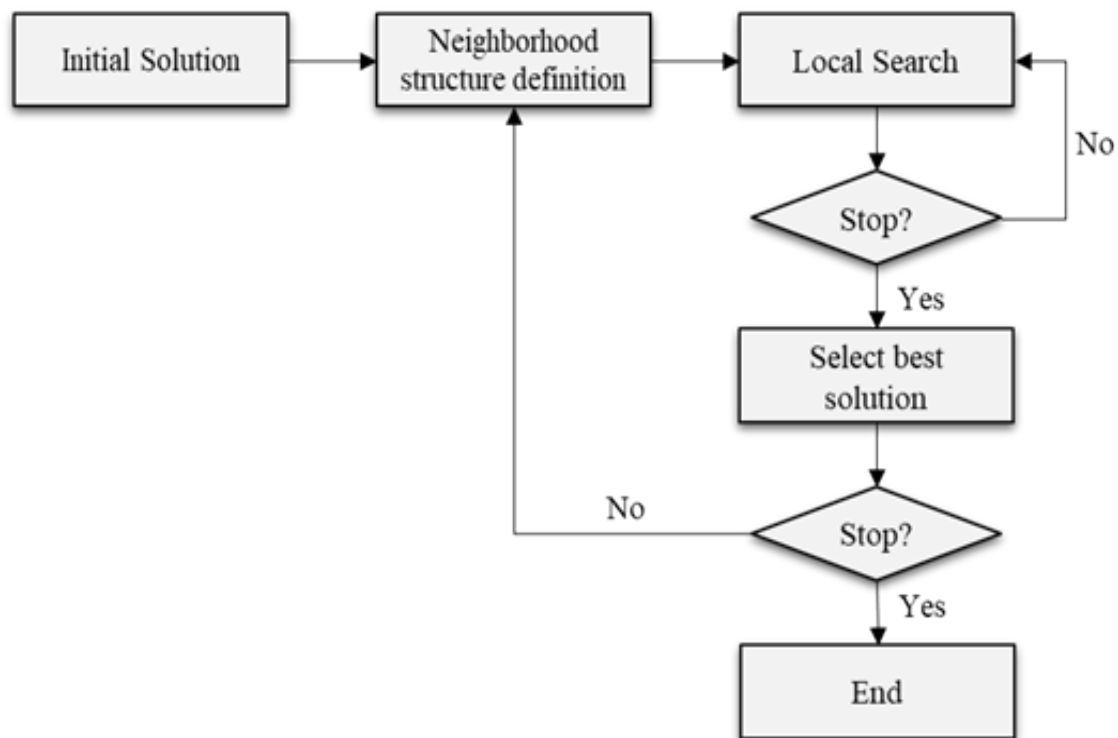 Initial Solution
Neighborhood
structure definition
Local Search
No
Stop?
Yes
Select best
solution
No
Stop?
Yes
End